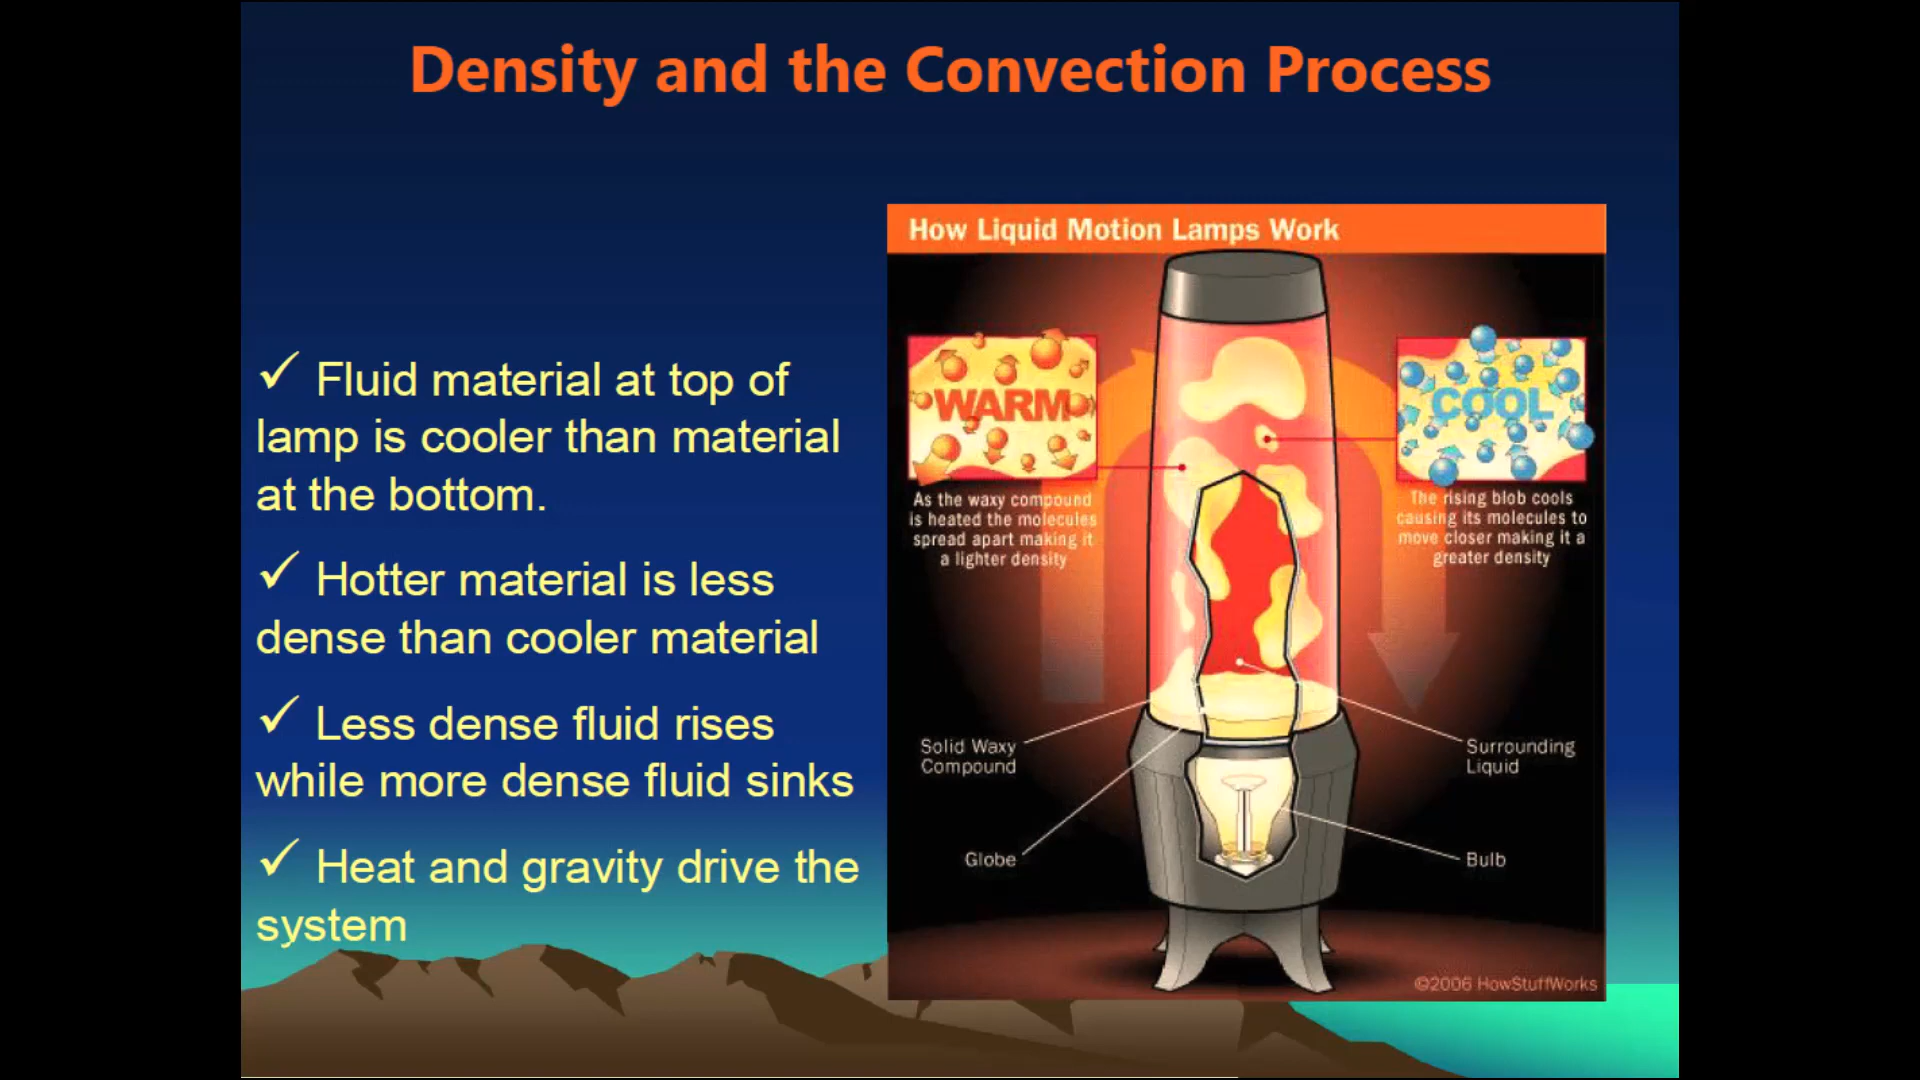 Density and the Convection Process
✓ Fluid material at top of
lamp is cooler than material
at the bottom.
✓ Hotter material is less
dense than cooler material
✓ Less dense fluid rises
while more dense fluid sinks
✓ Heat and gravity drive the
system
How Liquid Motion Lamps Work
WARM
As the waxy compound
is heated the molecules
spread apart making it
a lighter density
COOL
The rising blob cools
causing its molecules to
move closer making it a
greater density
Solid Waxy
Compound
Globe
Surrounding
Liquid
Bulb
©2006 HowStuffWorks